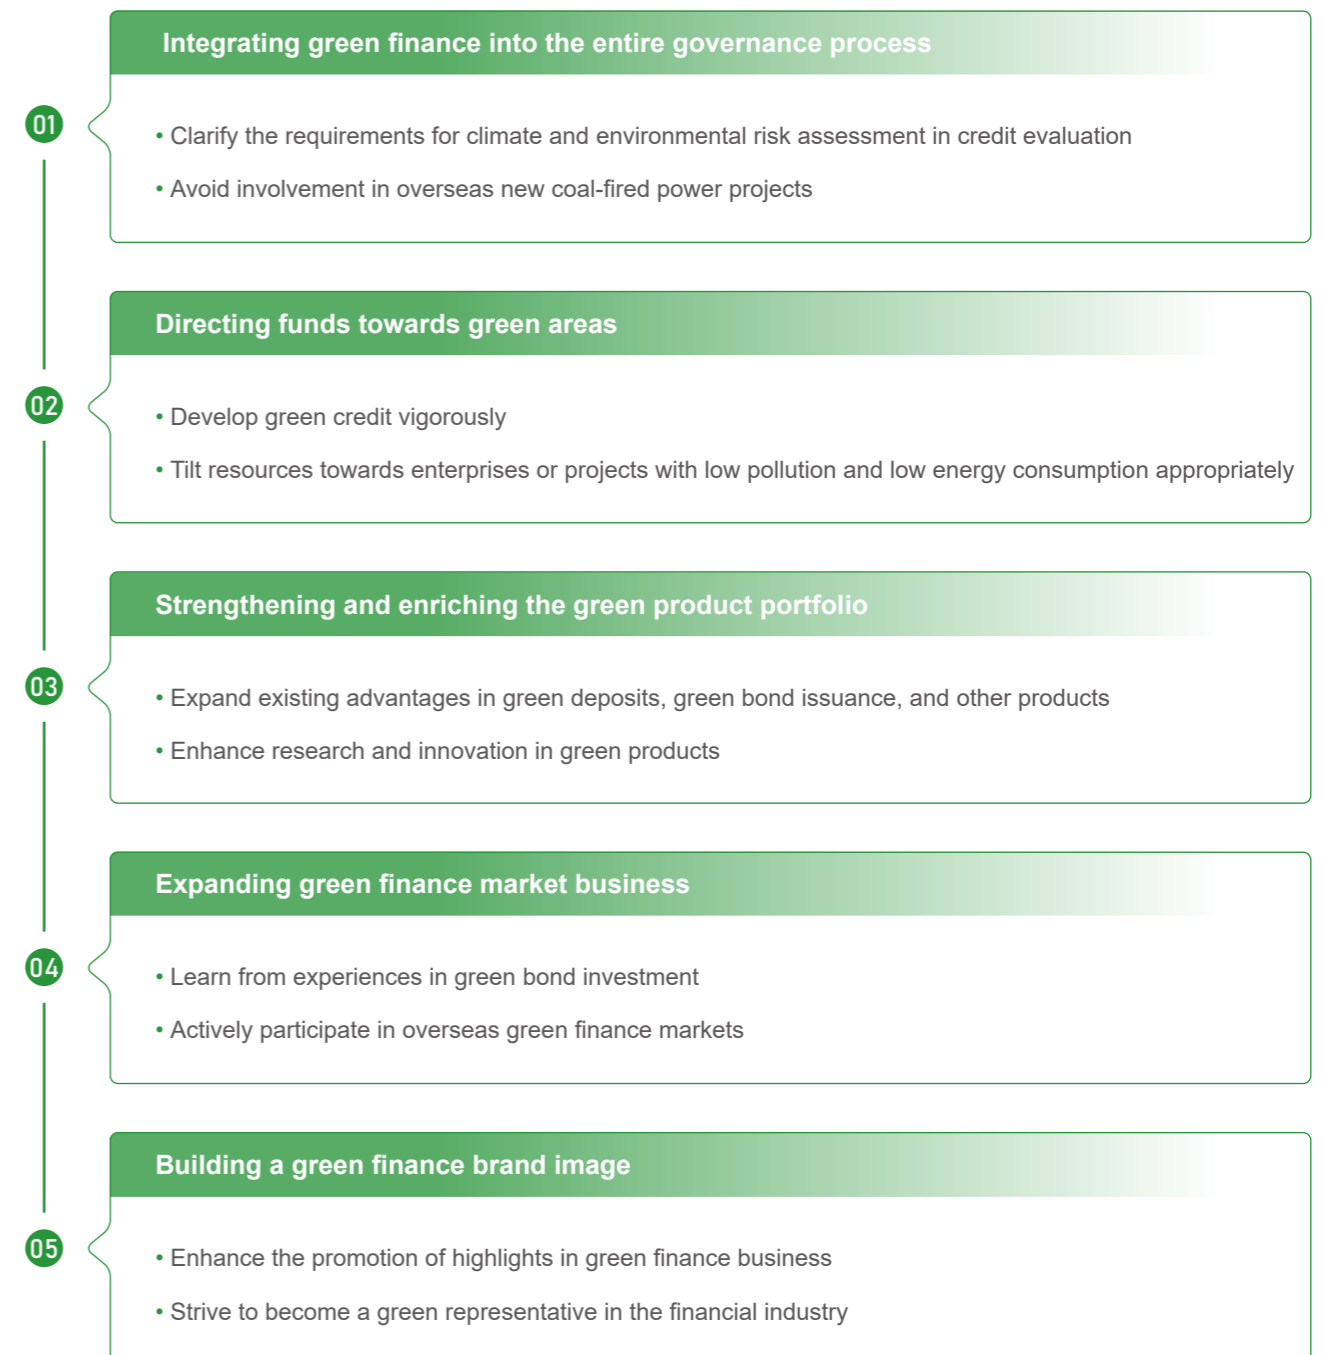 Integrating green finance into the entire governance process
01
• Clarify the requirements for climate and environmental risk assessment in credit evaluation
• Avoid involvement in overseas new coal-fired power projects
Directing funds towards green areas
02
• Develop green credit vigorously
• Tilt resources towards enterprises or projects with low pollution and low energy consumption appropriately
Strengthening and enriching the green product portfolio
03
• Expand existing advantages in green deposits, green bond issuance, and other products
• Enhance research and innovation in green products
Expanding green finance market business
04
• Learn from experiences in green bond investment
• Actively participate in overseas green finance markets
Building a green finance brand image
05
• Enhance the promotion of highlights in green finance business
• Strive to become a green representative in the financial industry